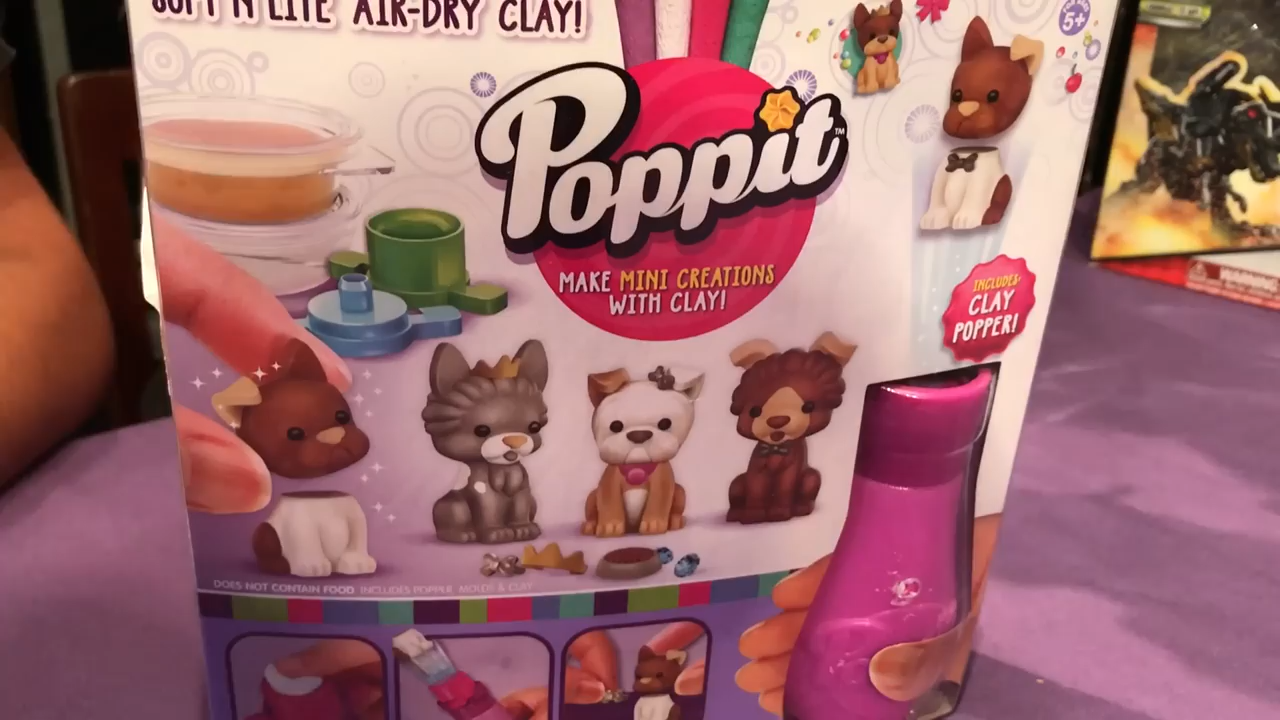 SOFT N LITE AIR-DRY CLAY!
5+
Poppit™
MAKE MINI CREATIONS
WITH CLAY!
INCLUDES:
CLAY
POPPER!
DOES NOT CONTAIN FOOD. INCLUDES POPPER, MOLDS & CLAY
WARNING